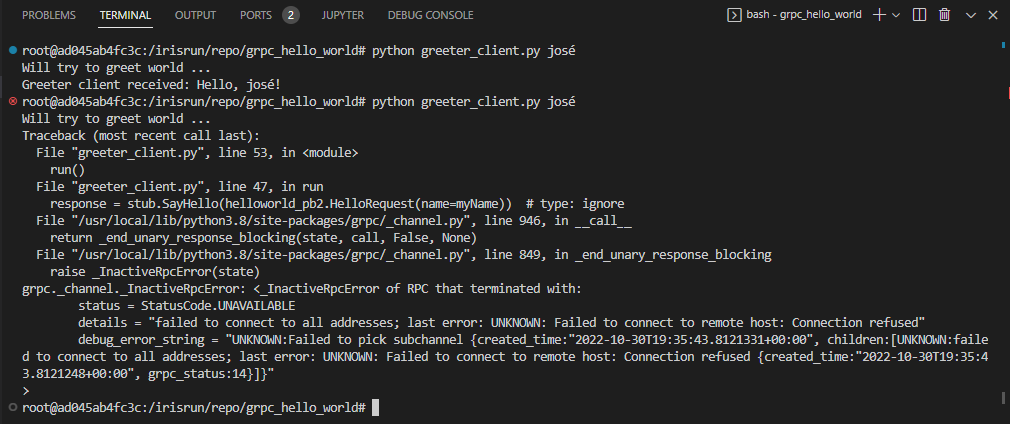 PROBLEMS TERMINAL OUTPUT PORTS 2 JUPYTER DEBUG CONSOLE bash - grpc_hello_world
root@ad045ab4fc3c:/irisrun/repo/grpc_hello_world# python greeter_client.py josé
Will try to greet world ...
Greeter client received: Hello, josé!
root@ad045ab4fc3c:/irisrun/repo/grpc_hello_world# python greeter_client.py josé
Will try to greet world ...
Traceback (most recent call last):
  File "greeter_client.py", line 53, in <module>
    run()
  File "greeter_client.py", line 47, in run
    response = stub.SayHello(helloworld_pb2.HelloRequest(name=myName))  # type: ignore
  File "/usr/local/lib/python3.8/site-packages/grpc/_channel.py", line 946, in __call__
    return _end_unary_response_blocking(state, call, False, None)
  File "/usr/local/lib/python3.8/site-packages/grpc/_channel.py", line 849, in _end_unary_response_blocking
    raise _InactiveRpcError(state)
grpc._channel._InactiveRpcError: <_InactiveRpcError of RPC that terminated with:
        status = StatusCode.UNAVAILABLE
        details = "failed to connect to all addresses; last error: UNKNOWN: Failed to connect to remote host: Connection refused"
        debug_error_string = "UNKNOWN:Failed to pick subchannel {created_time:"2022-10-30T19:35:43.8121331+00:00", children:[UNKNOWN:faile
d to connect to all addresses; last error: UNKNOWN: Failed to connect to remote host: Connection refused {created_time:"2022-10-30T19:35:4
3.8121248+00:00", grpc_status:14}]}"
>
root@ad045ab4fc3c:/irisrun/repo/grpc_hello_world#